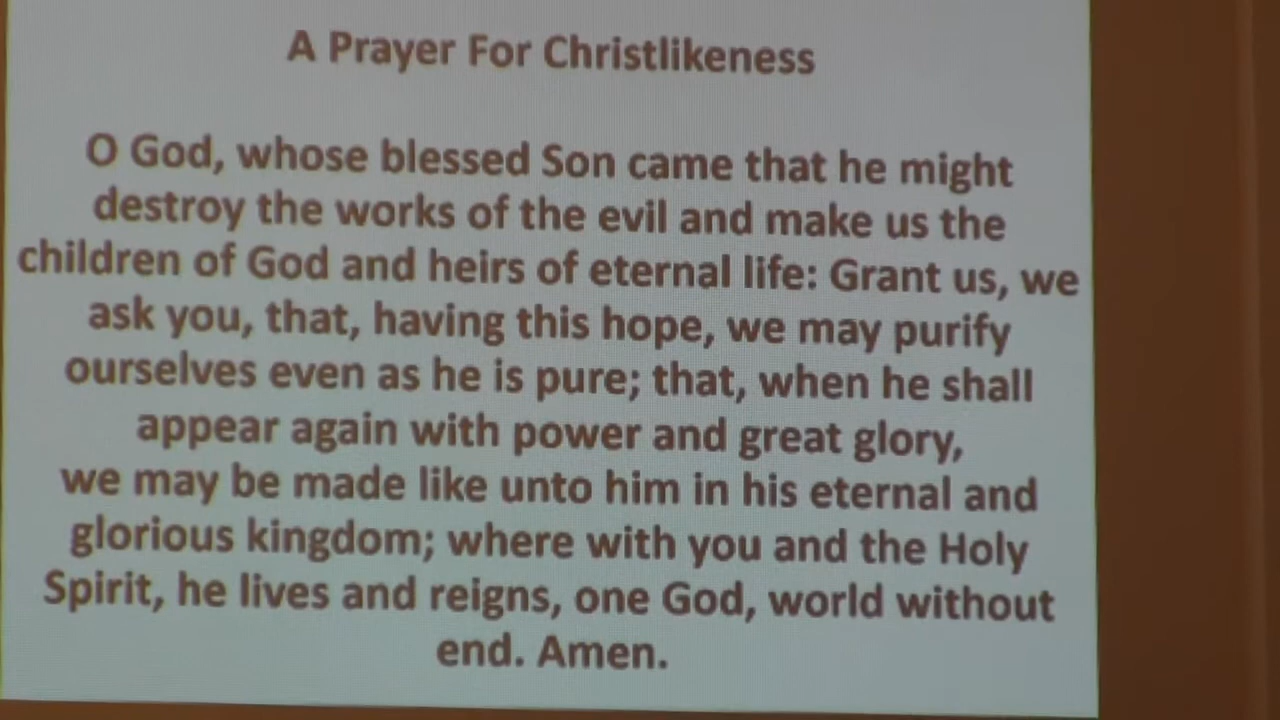 A Prayer For Christlikeness
O God, whose blessed Son came that he might
destroy the works of the evil and make us the
children of God and heirs of eternal life: Grant us, we
ask you, that, having this hope, we may purify
ourselves even as he is pure; that, when he shall
appear again with power and great glory,
we may be made like unto him in his eternal and
glorious kingdom; where with you and the Holy
Spirit, he lives and reigns, one God, world without
end. Amen.